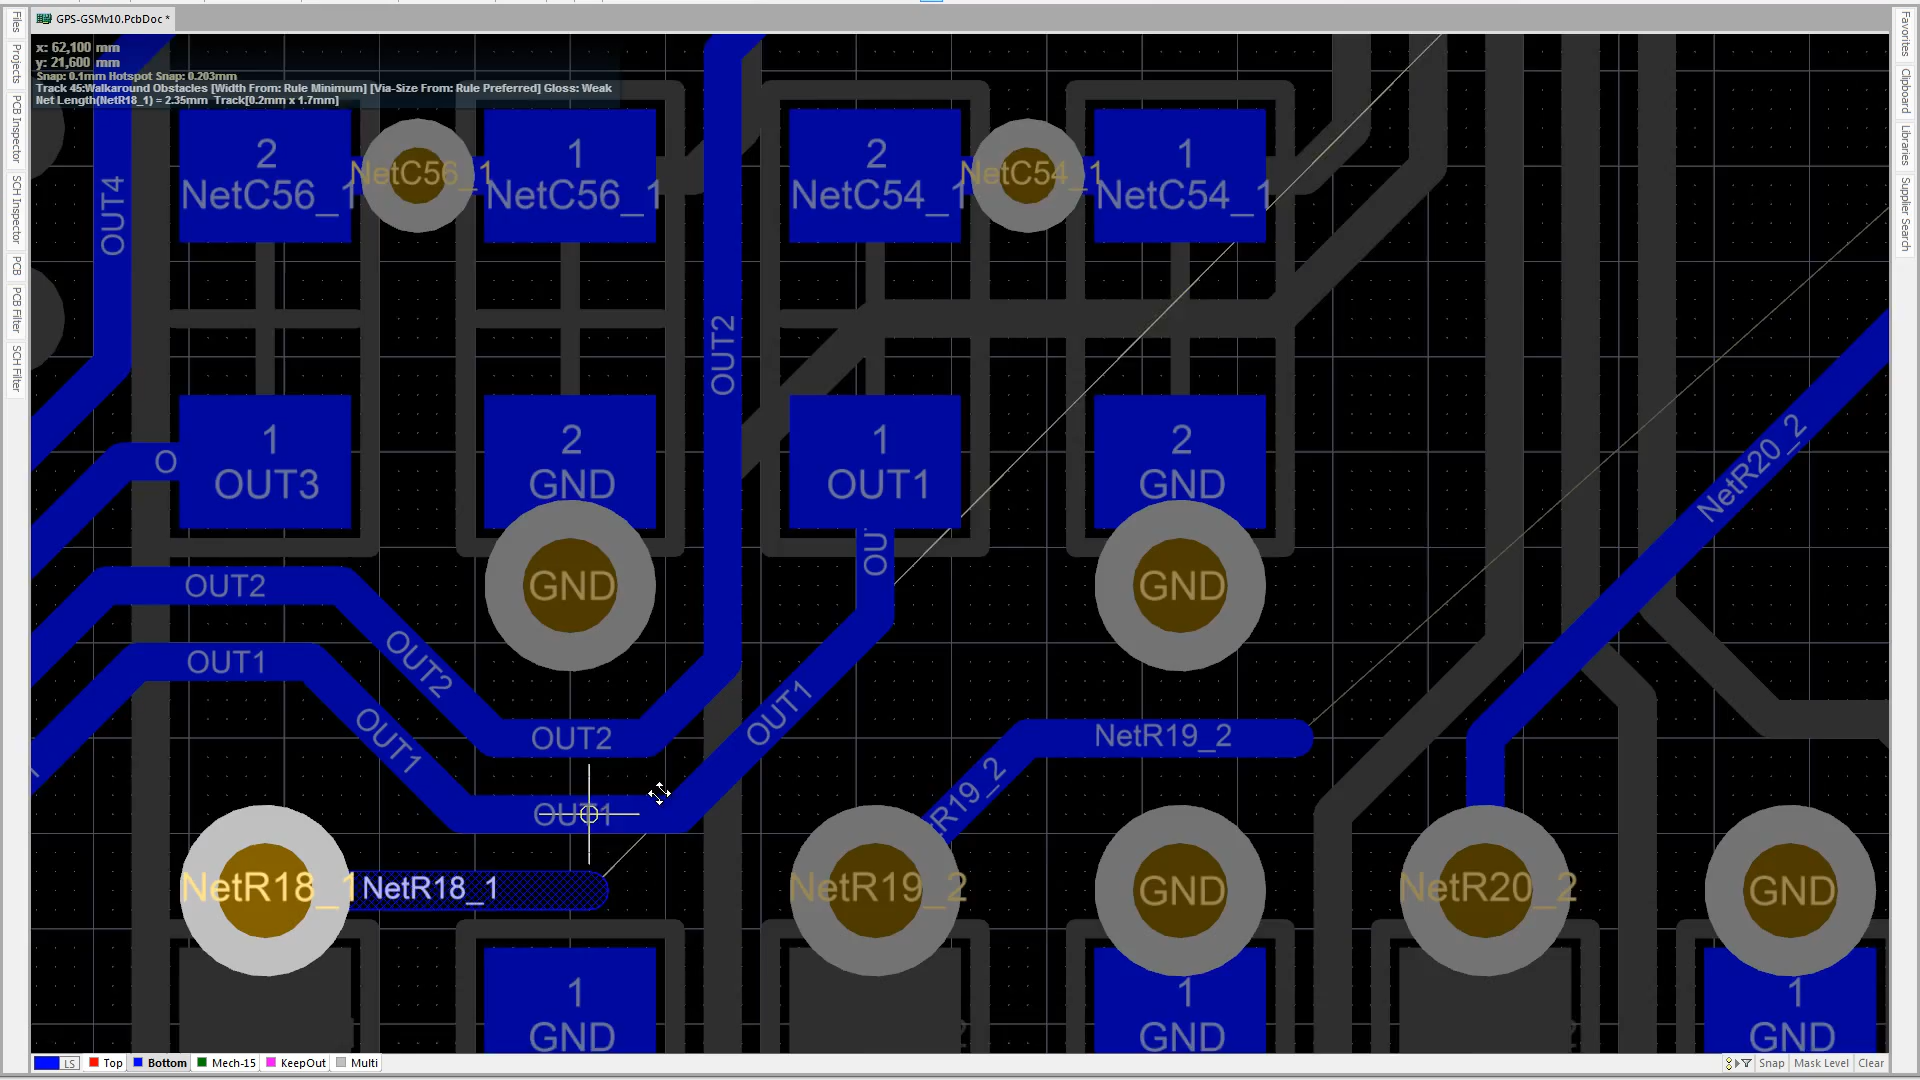 GPS-GSMv10.PcbDoc *
x: 62,100 mm
y: 21,600 mm
Snap: 0.1mm Hotspot Snap: 0.203mm
Track 45:Walkaround Obstacles [Width From: Rule Minimum] [Via-Size From: Rule Preferred] Gloss: Weak
Net Length(NetR18_1) = 2.35mm Track[0.2mm x 1.7mm]
Files
Projects
PCB Inspector
SCH Inspector
PCB
PCB Filter
SCH Filter
Favorites
Clipboard
Libraries
Supplier Search
2
NetC56_1
NetC56_1
1
NetC56_1
2
NetC54_1
NetC54_1
1
NetC54_1
OUT4
OUT2
O
1
OUT3
2
GND
1
OUT1
2
GND
OU
NetR20_2
GND
GND
OUT2
OUT2
OUT1
OUT1
OUT2
OUT1
OUT1
NetR19_2
R19_2
NetR18_1
NetR18_1
NetR19_2
GND
NetR20_2
GND
1
GND
1
GND
1
GND
LS
Top
Bottom
Mech-15
KeepOut
Multi
Snap
Mask Level
Clear